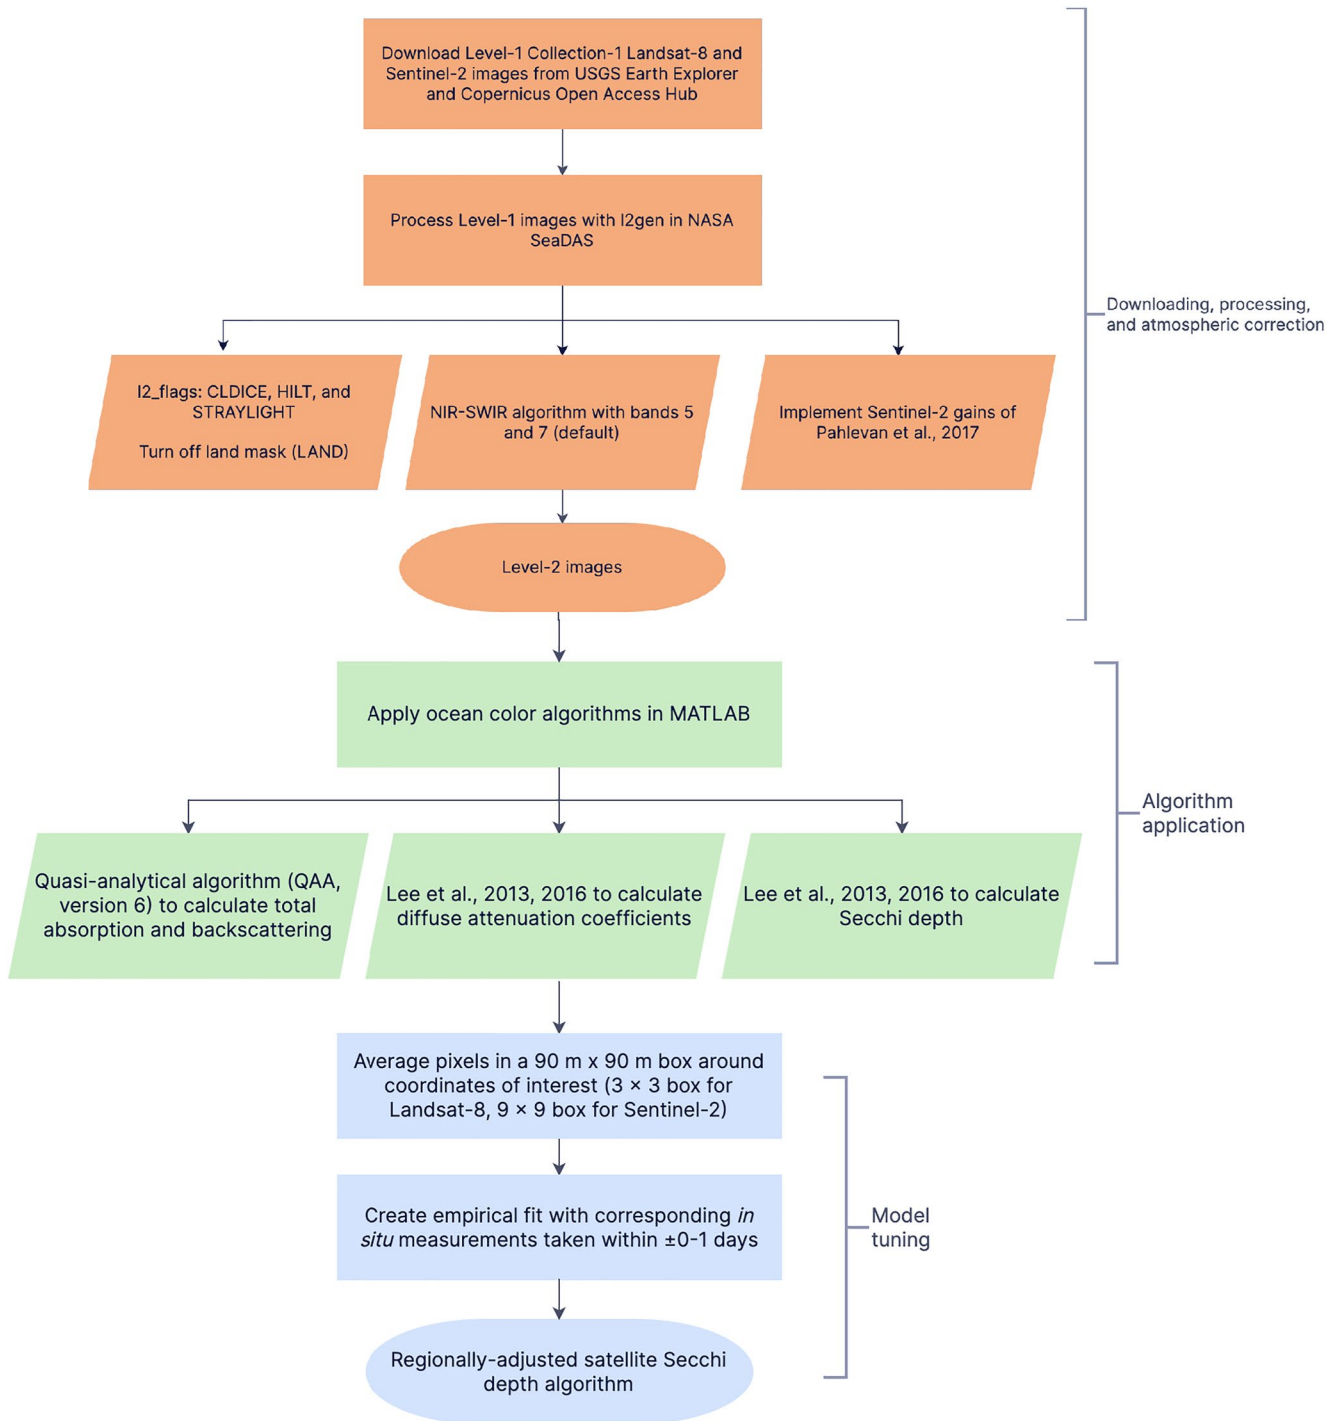 Download Level-1 Collection-1 Landsat-8 and
Sentinel-2 images from USGS Earth Explorer
and Copernicus Open Access Hub
Process Level-1 images with l2gen in NASA
SeaDAS
Downloading, processing,
and atmospheric correction
l2_flags: CLDICE, HILT, and
STRAYLIGHT
Turn off land mask (LAND)
NIR-SWIR algorithm with bands 5
and 7 (default)
Implement Sentinel-2 gains of
Pahlevan et al., 2017
Level-2 images
Apply ocean color algorithms in MATLAB
Algorithm
application
Quasi-analytical algorithm (QAA,
version 6) to calculate total
absorption and backscattering
Lee et al., 2013, 2016 to calculate
diffuse attenuation coefficients
Lee et al., 2013, 2016 to calculate
Secchi depth
Average pixels in a 90 m x 90 m box around
coordinates of interest (3 × 3 box for
Landsat-8, 9 × 9 box for Sentinel-2)
Create empirical fit with corresponding in
situ measurements taken within ±0-1 days
Model
tuning
Regionally-adjusted satellite Secchi
depth algorithm